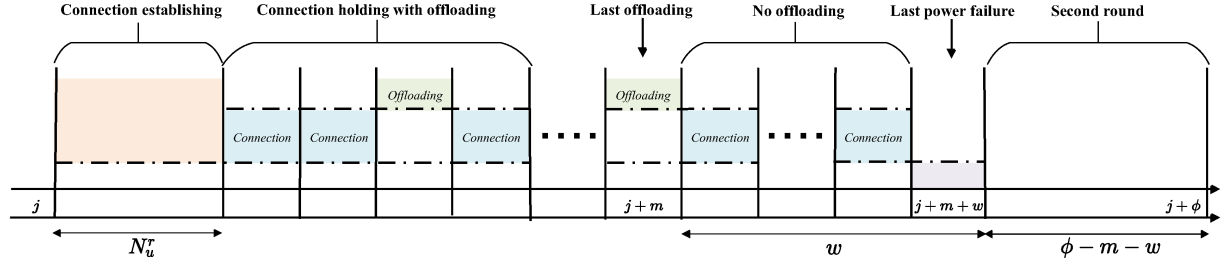 Connection establishing
Connection holding with offloading
Last offloading
No offloading
Last power failure
Second round
Offloading
Offloading
Connection
Connection
Connection
Connection
Connection
j
j + m
j + m + w
j + ϕ
N_u^r
w
ϕ − m − w